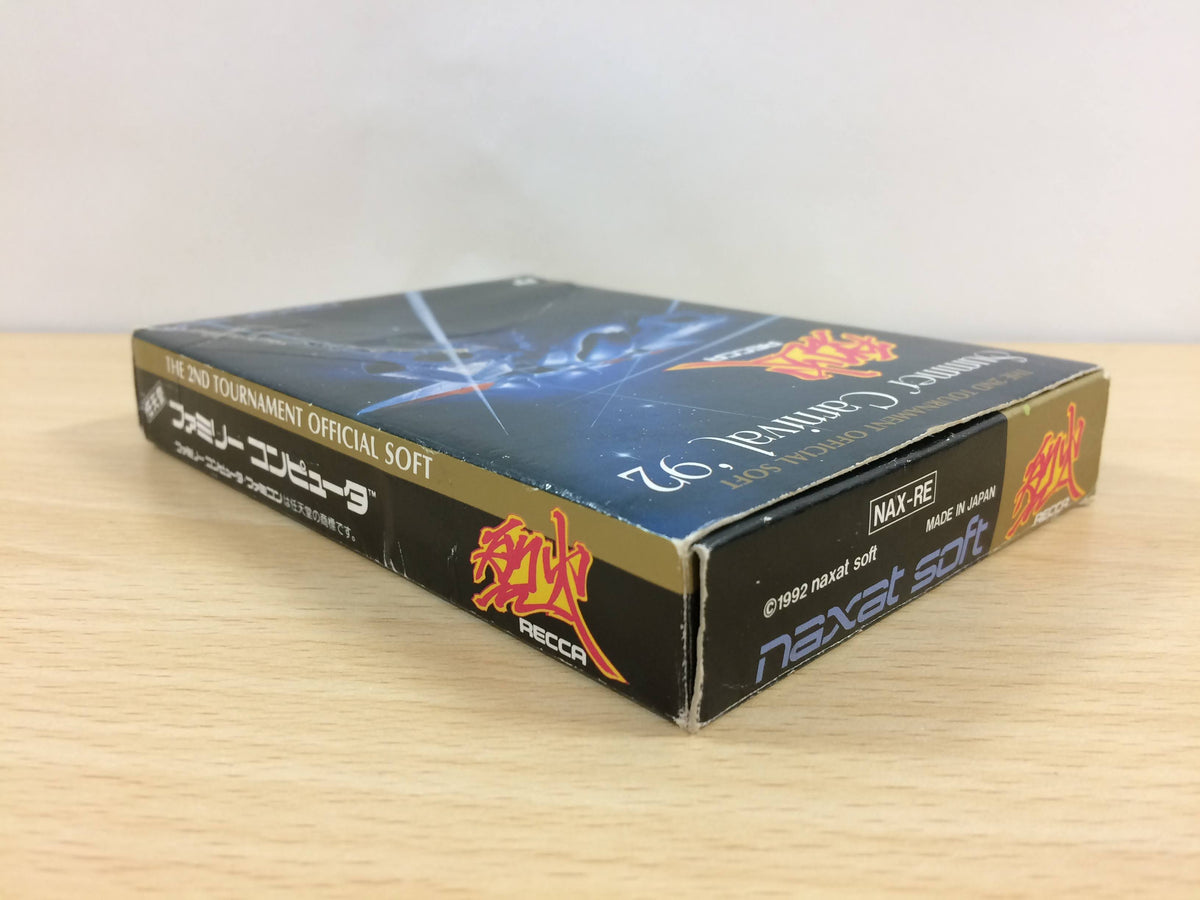 THE 2ND TOURNAMENT OFFICIAL SOFT
Summer Carnival '92
烈火
RECCA
THE 2ND TOURNAMENT OFFICIAL SOFT
任天堂
ファミリー コンピュータ™
ファミリーコンピュータ・ファミコンは任天堂の商標です。
烈火
RECCA
NAX-RE
MADE IN JAPAN
©1992 naxat soft
naxat soft
烈火
RECCA